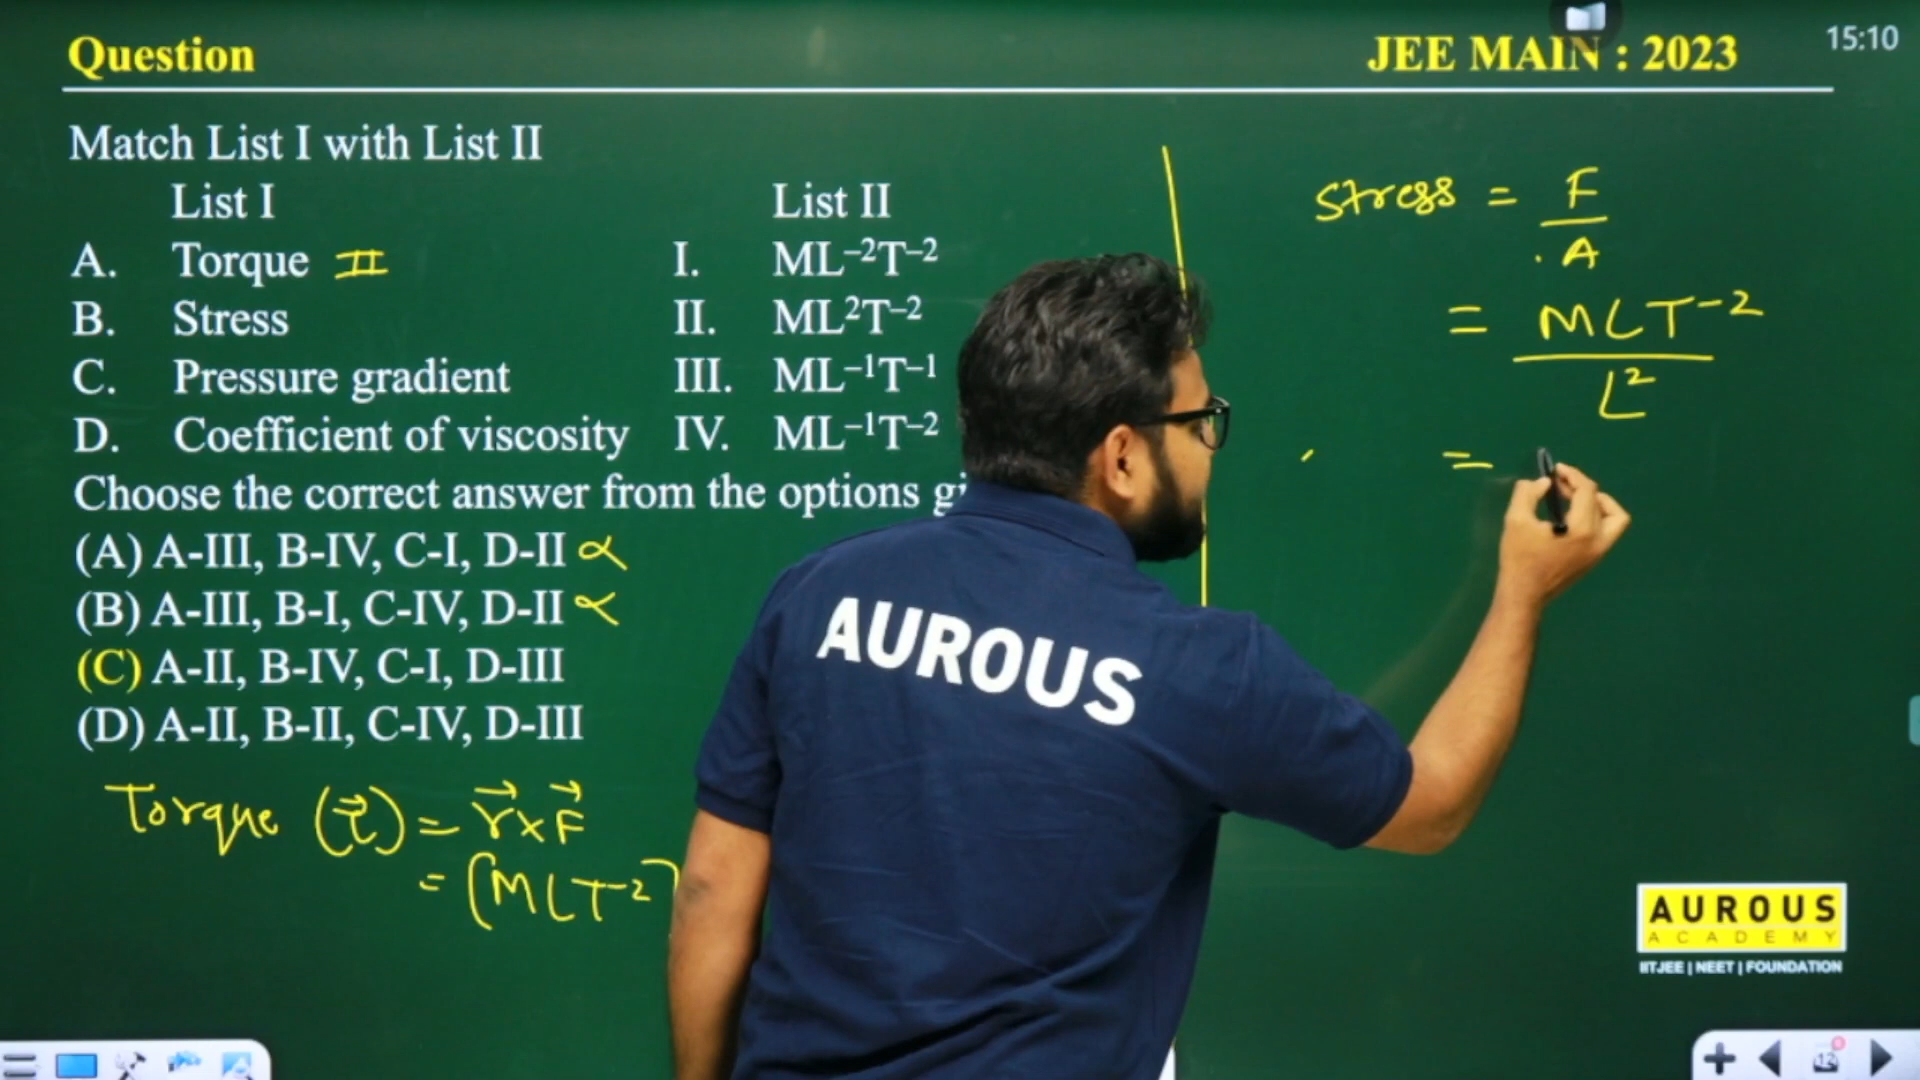 Question
JEE MAIN : 2023
15:10
Match List I with List II
List I List II
A. Torque II I. ML⁻²T⁻²
B. Stress II. ML²T⁻²
C. Pressure gradient III. ML⁻¹T⁻¹
D. Coefficient of viscosity IV. ML⁻¹T⁻²
Choose the correct answer from the options
(A) A-III, B-IV, C-I, D-II
(B) A-III, B-I, C-IV, D-II
(C) A-II, B-IV, C-I, D-III
(D) A-II, B-II, C-IV, D-III
Torque (τ⃗) = r⃗ × F⃗
= (MLT⁻²)
Stress = F
A
= MLT⁻²
L²
=
AUROUS
AUROUS
ACADEMY
IITJEE | NEET | FOUNDATION
12